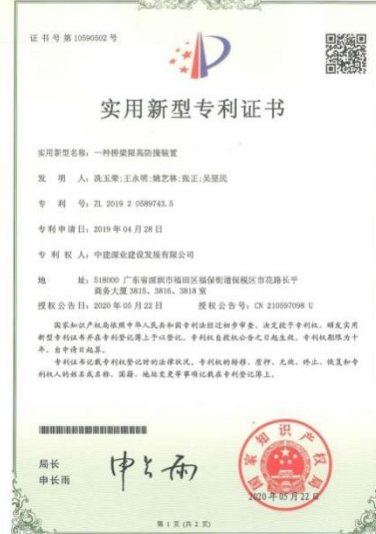 证书号第10590502号
实用新型专利证书
实用新型名称：一种桥梁限高防撞装置
发 明 人：冼玉荣;王永明;姚艺林;张正;吴坚民
专 利 号：ZL 2019 2 0589743.5
专利申请日：2019年04月28日
专 利 权 人：中建深业建设发展有限公司
地 址：518000 广东省深圳市福田区福保街道保税区市花路长平
商务大厦3815、3816、3818室
授权公告日：2020年05月22日 授权公告号：CN 210597098 U
国家知识产权局依照中华人民共和国专利法经过初步审查，决定授予专利权，颁发实用
新型专利证书并在专利登记簿上予以登记。专利权自授权公告之日起生效。专利权期限为十
年，自申请日起算。
专利证书记载专利权登记时的法律状况。专利权的转移、质押、无效、终止、恢复和专
利权人的姓名或名称、国籍、地址变更等事项记载在专利登记簿上。
局长
申长雨
申长雨
国家知识产权局
2020年05月22日
第 1 页 (共 2 页)